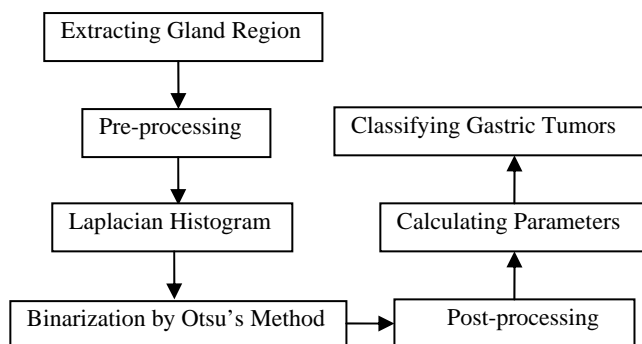 Extracting Gland Region
Pre-processing
Laplacian Histogram
Binarization by Otsu’s Method
Post-processing
Calculating Parameters
Classifying Gastric Tumors